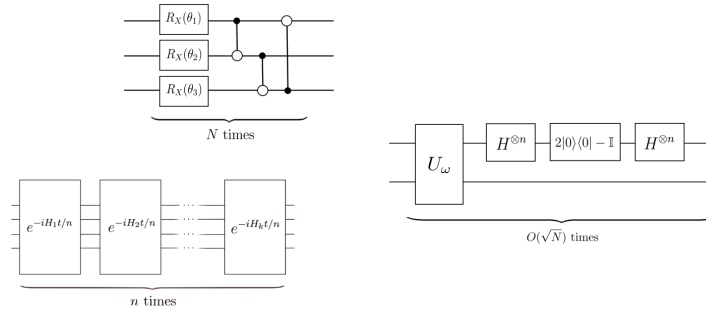 R_X(θ_1)
R_X(θ_2)
R_X(θ_3)
N times
e^{-iH_1t/n} e^{-iH_2t/n} ··· e^{-iH_kt/n}
···
···
···
n times
U_ω H^{⊗n} 2|0⟩⟨0| − 𝕀 H^{⊗n}
O(√N) times